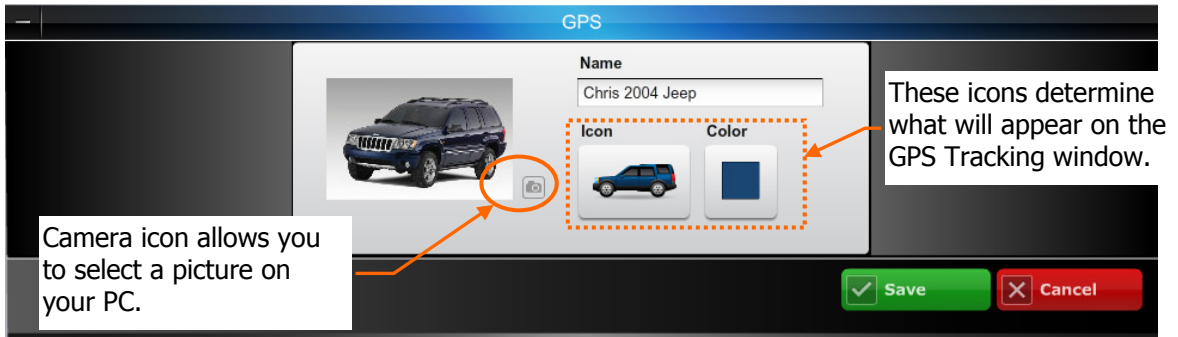 GPS
Name
Chris 2004 Jeep
Icon Color
These icons determine
what will appear on the
GPS Tracking window.
Camera icon allows you
to select a picture on
your PC.
Save
Cancel